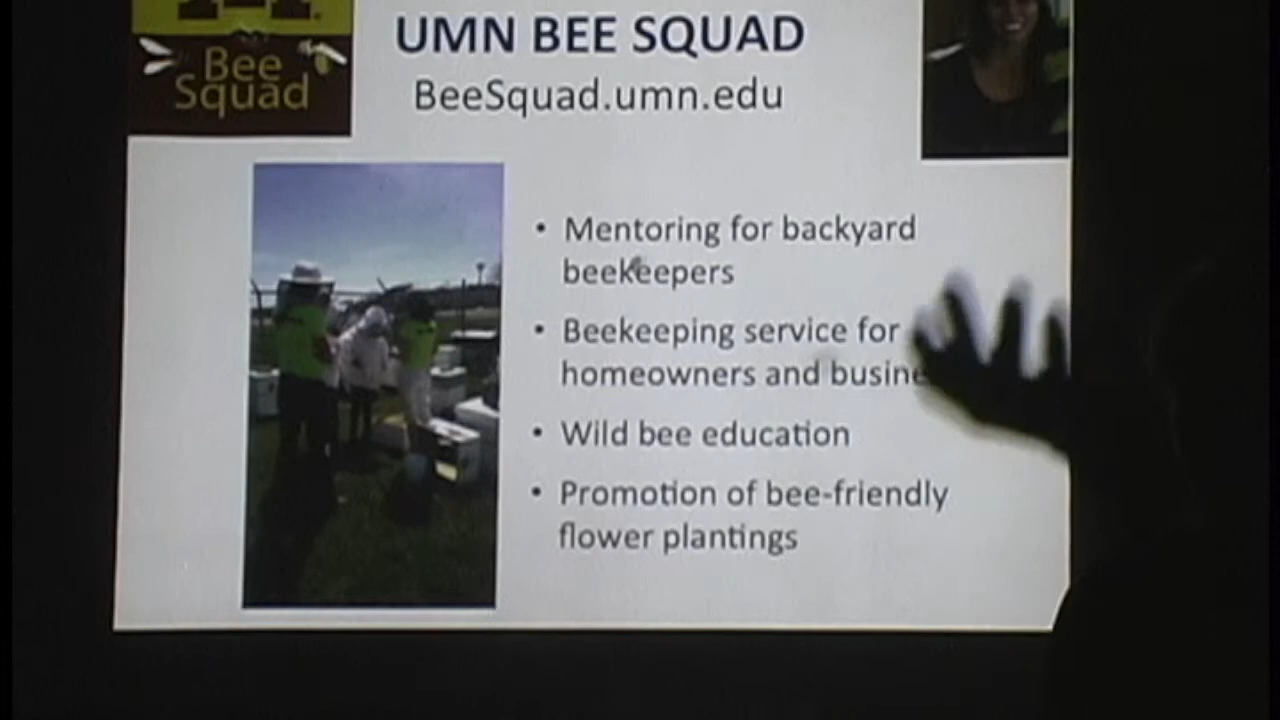 Bee
Squad
UMN BEE SQUAD
BeeSquad.umn.edu
• Mentoring for backyard
beekeepers
• Beekeeping service for
homeowners and busine
• Wild bee education
• Promotion of bee-friendly
flower plantings